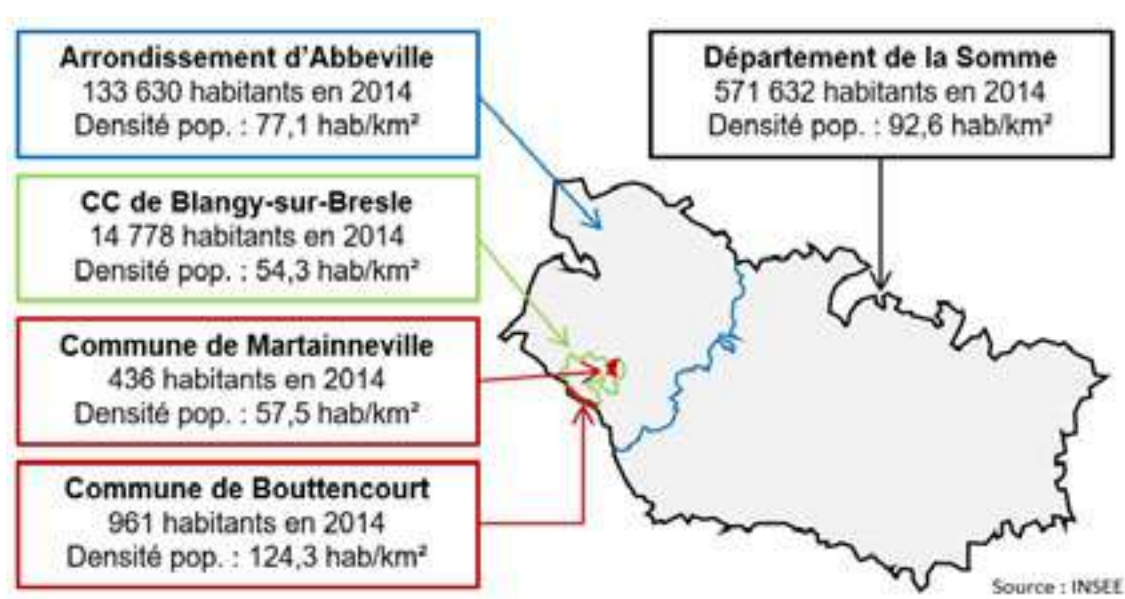 Arrondissement d'Abbeville
133 630 habitants en 2014
Densité pop. : 77,1 hab/km²
Département de la Somme
571 632 habitants en 2014
Densité pop. : 92,6 hab/km²
CC de Blangy-sur-Bresle
14 778 habitants en 2014
Densité pop. : 54,3 hab/km²
Commune de Martainneville
436 habitants en 2014
Densité pop. : 57,5 hab/km²
Commune de Bouttencourt
961 habitants en 2014
Densité pop. : 124,3 hab/km²
Source : INSEE